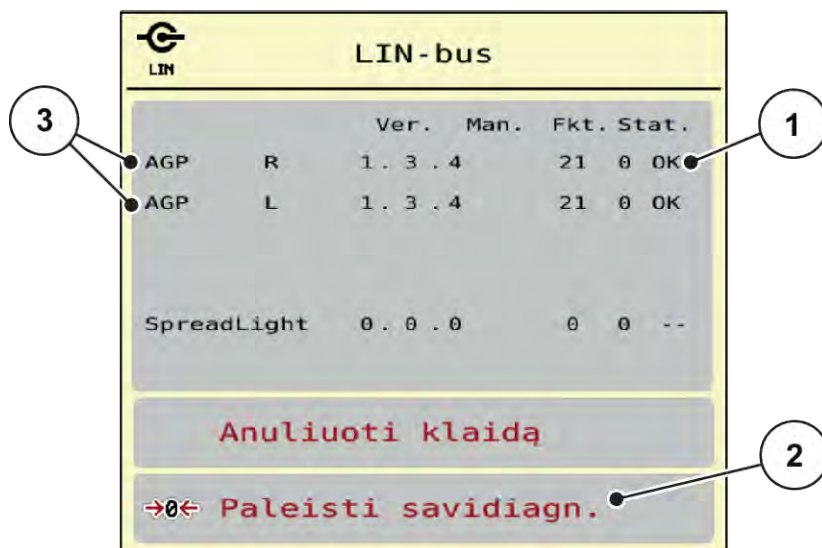 LIN
LIN-bus
Ver. Man. Fkt. Stat.
AGP R 1.3.4 21 0 OK
AGP L 1.3.4 21 0 OK
SpreadLight 0.0.0 0 0 --
Anuliuoti klaidą
→0← Paleisti savidiagn.
3
1
2